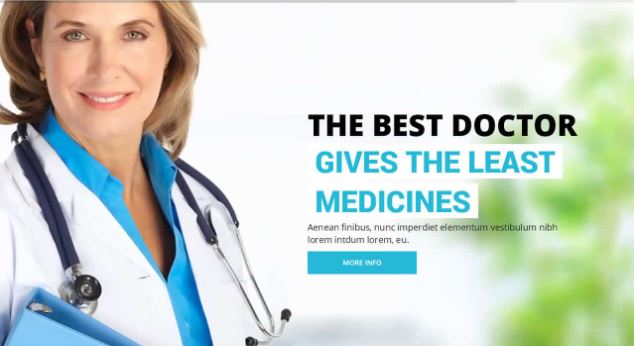 THE BEST DOCTOR
GIVES THE LEAST
MEDICINES
Aenean finibus, nunc imperdiet elementum vestibulum nibh
lorem intdum lorem, eu.
MORE INFO